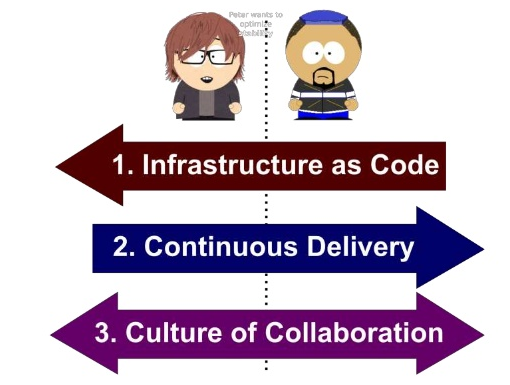 Peter wants to
optimize
stability
1. Infrastructure as Code
2. Continuous Delivery
3. Culture of Collaboration